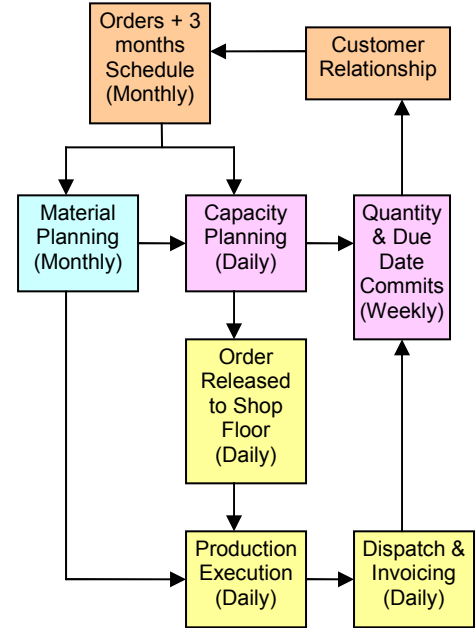 Orders + 3
months
Schedule
(Monthly)
Customer
Relationship
Material
Planning
(Monthly)
Capacity
Planning
(Daily)
Quantity
& Due
Date
Commits
(Weekly)
Order
Released
to Shop
Floor
(Daily)
Production
Execution
(Daily)
Dispatch &
Invoicing
(Daily)